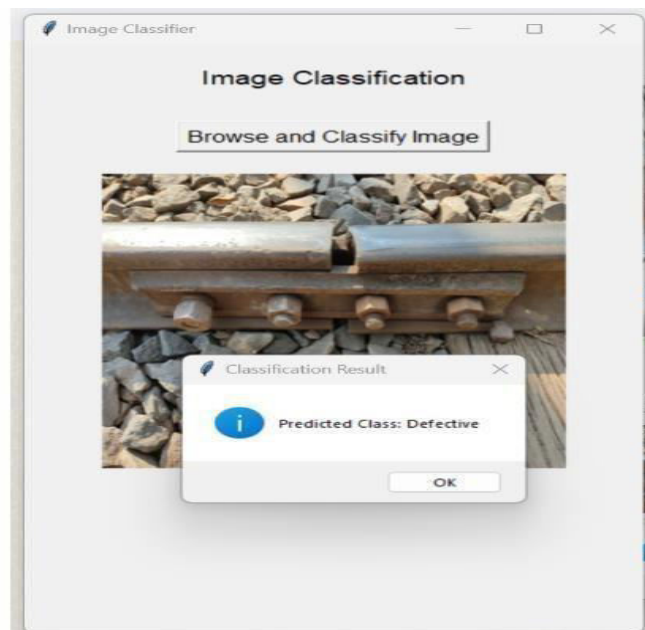 Image Classifier
Image Classification
Browse and Classify Image
Classification Result
i
Predicted Class: Defective
OK